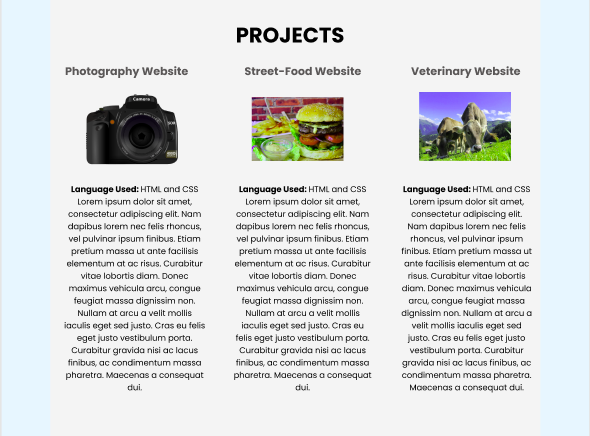 PROJECTS
Photography Website
Camera
Language Used: HTML and CSS
Lorem ipsum dolor sit amet,
consectetur adipiscing elit. Nam
dapibus lorem nec felis rhoncus,
vel pulvinar ipsum finibus. Etiam
pretium massa ut ante facilisis
elementum at ac risus. Curabitur
vitae lobortis diam. Donec
maximus vehicula arcu, congue
feugiat massa dignissim non.
Nullam at arcu a velit mollis
iaculis eget sed justo. Cras eu felis
eget justo vestibulum porta.
Curabitur gravida nisi ac lacus
finibus, ac condimentum massa
pharetra. Maecenas a consequat
dui.
Street-Food Website
Language Used: HTML and CSS
Lorem ipsum dolor sit amet,
consectetur adipiscing elit. Nam
dapibus lorem nec felis rhoncus,
vel pulvinar ipsum finibus. Etiam
pretium massa ut ante facilisis
elementum at ac risus. Curabitur
vitae lobortis diam. Donec
maximus vehicula arcu, congue
feugiat massa dignissim non.
Nullam at arcu a velit mollis
iaculis eget sed justo. Cras eu
felis eget justo vestibulum porta.
Curabitur gravida nisi ac lacus
finibus, ac condimentum massa
pharetra. Maecenas a consequat
dui.
Veterinary Website
Language Used: HTML and CSS
Lorem ipsum dolor sit amet,
consectetur adipiscing elit.
Nam dapibus lorem nec felis
rhoncus, vel pulvinar ipsum
finibus. Etiam pretium massa ut
ante facilisis elementum at ac
risus. Curabitur vitae lobortis
diam. Donec maximus vehicula
arcu, congue feugiat massa
dignissim non. Nullam at arcu a
velit mollis iaculis eget sed
justo. Cras eu felis eget justo
vestibulum porta. Curabitur
gravida nisi ac lacus finibus, ac
condimentum massa pharetra.
Maecenas a consequat dui.